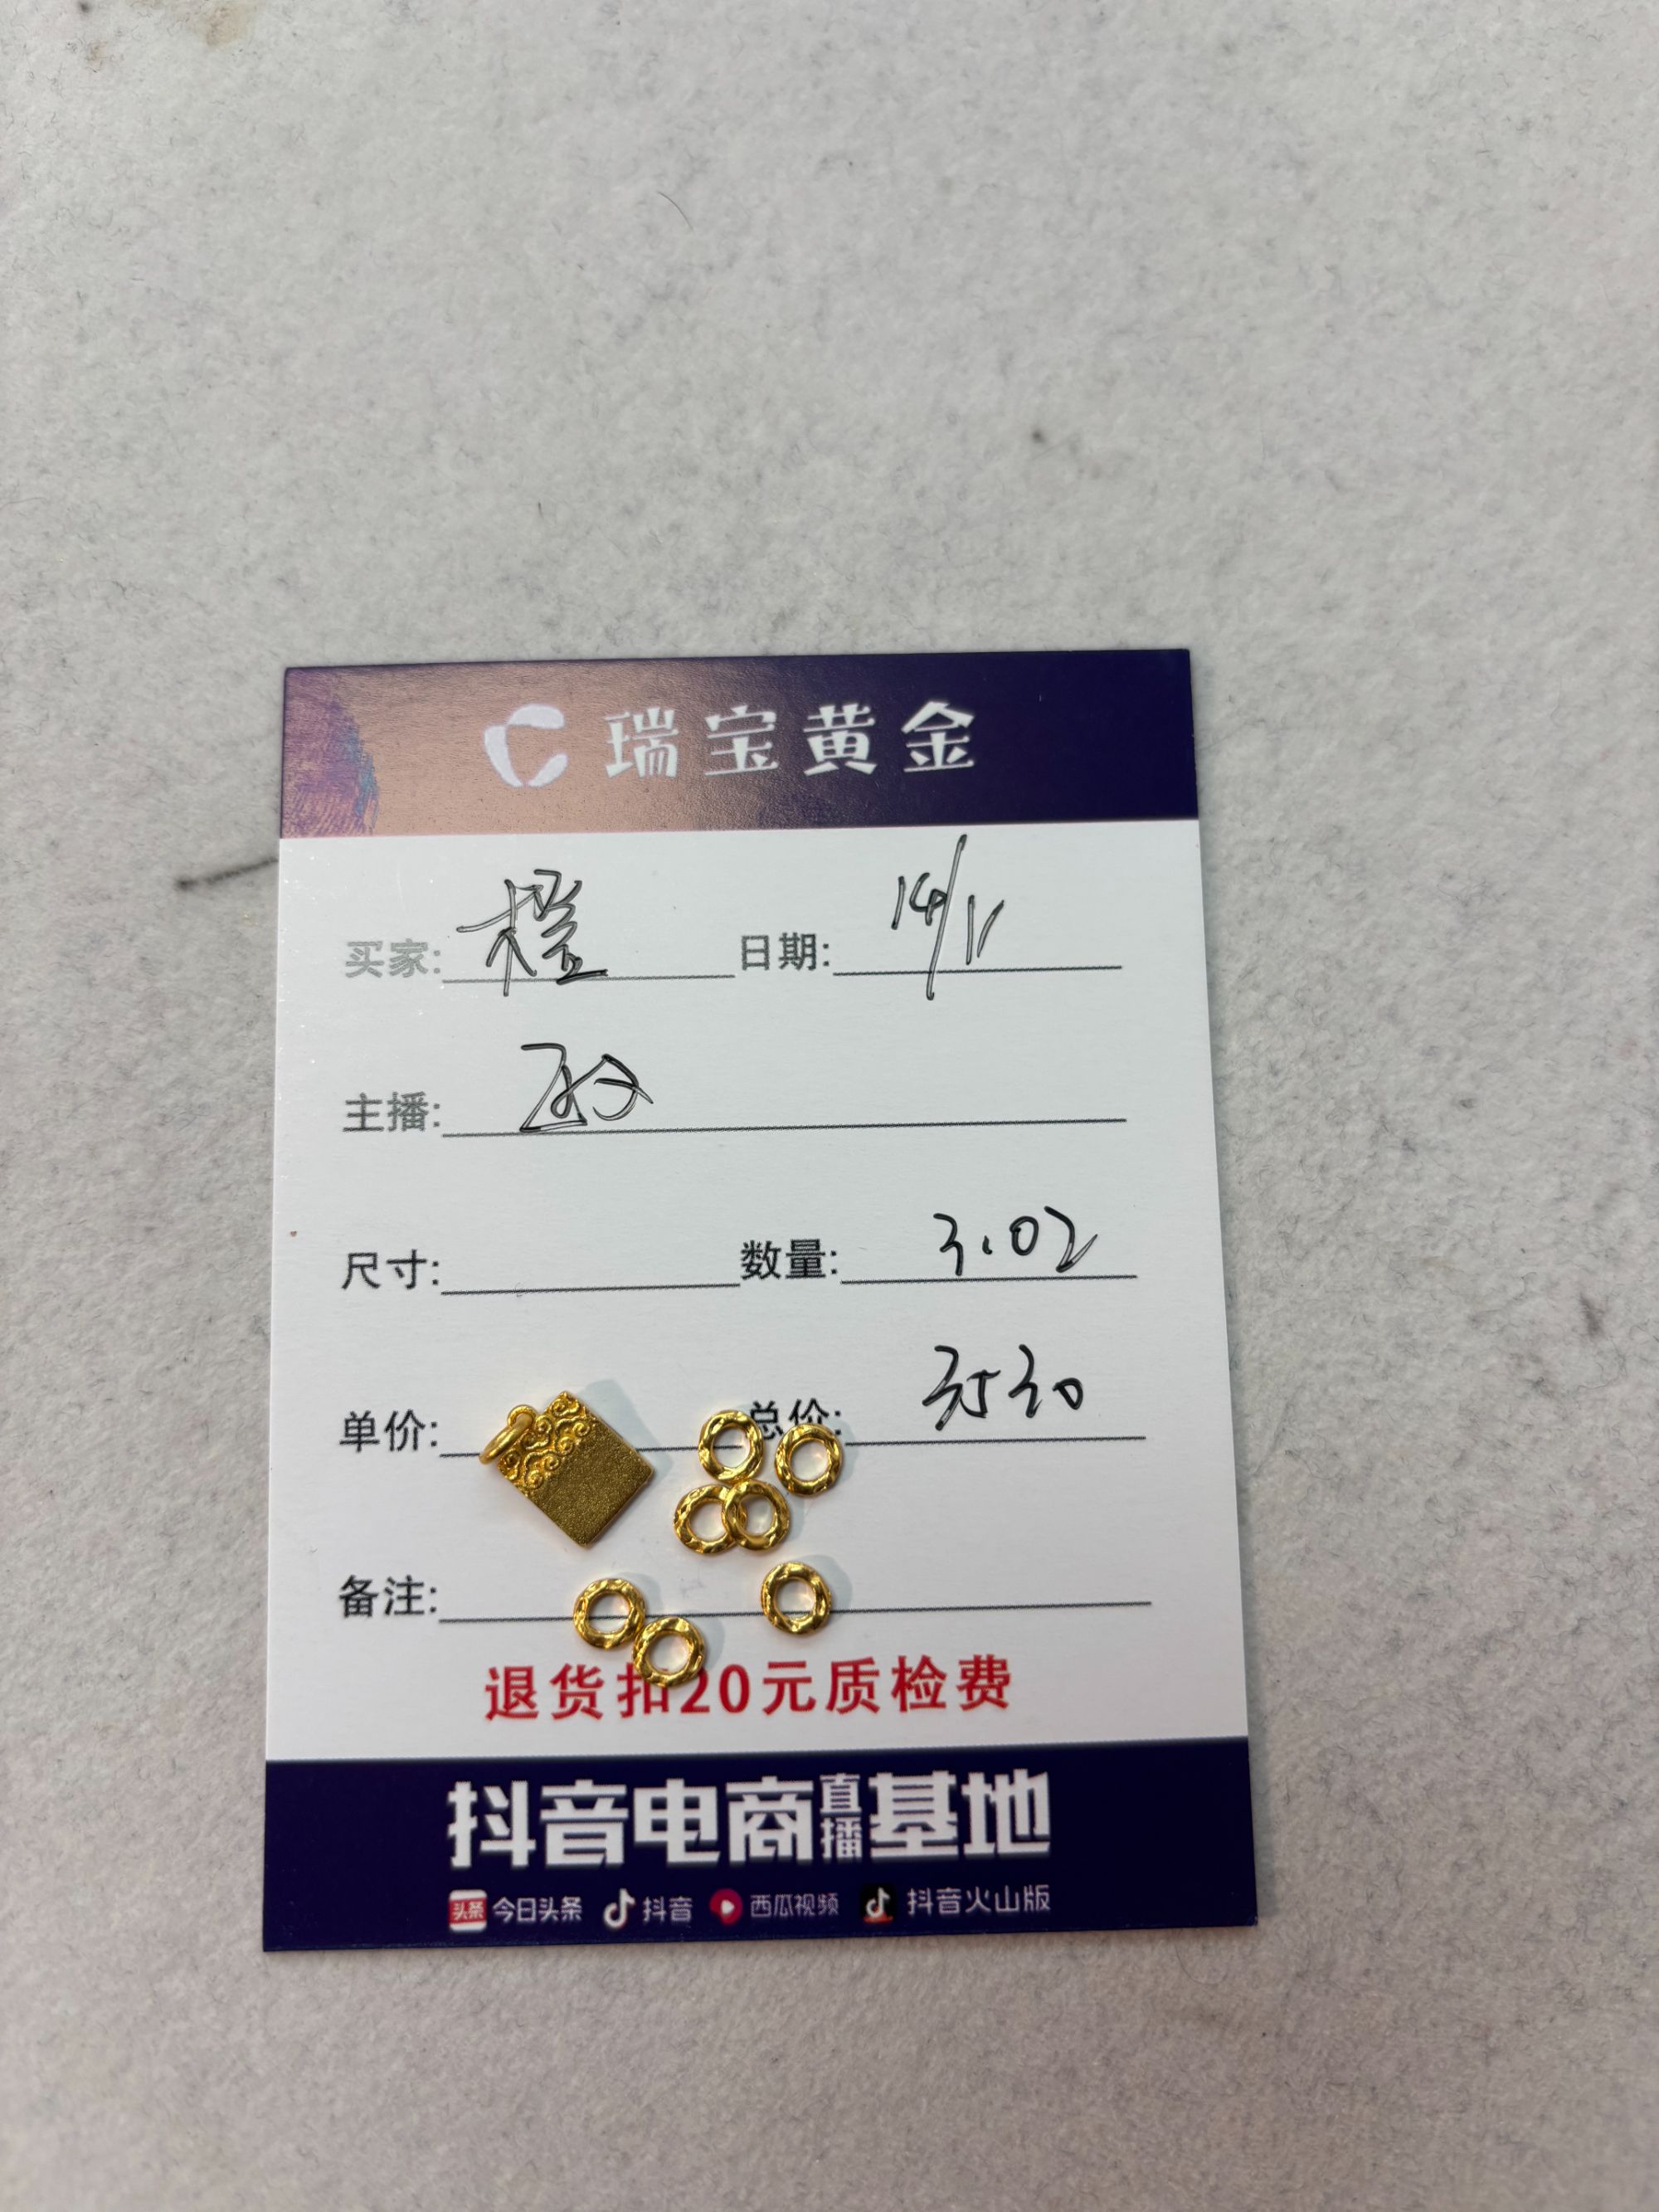 瑞宝黄金
买家: 橙 日期: 14/11
主播:
尺寸: 数量: 3.02
单价: 总价: 3530
备注:
退货扣20元质检费
抖音电商直播基地
头条 今日头条 抖音 西瓜视频 抖音火山版